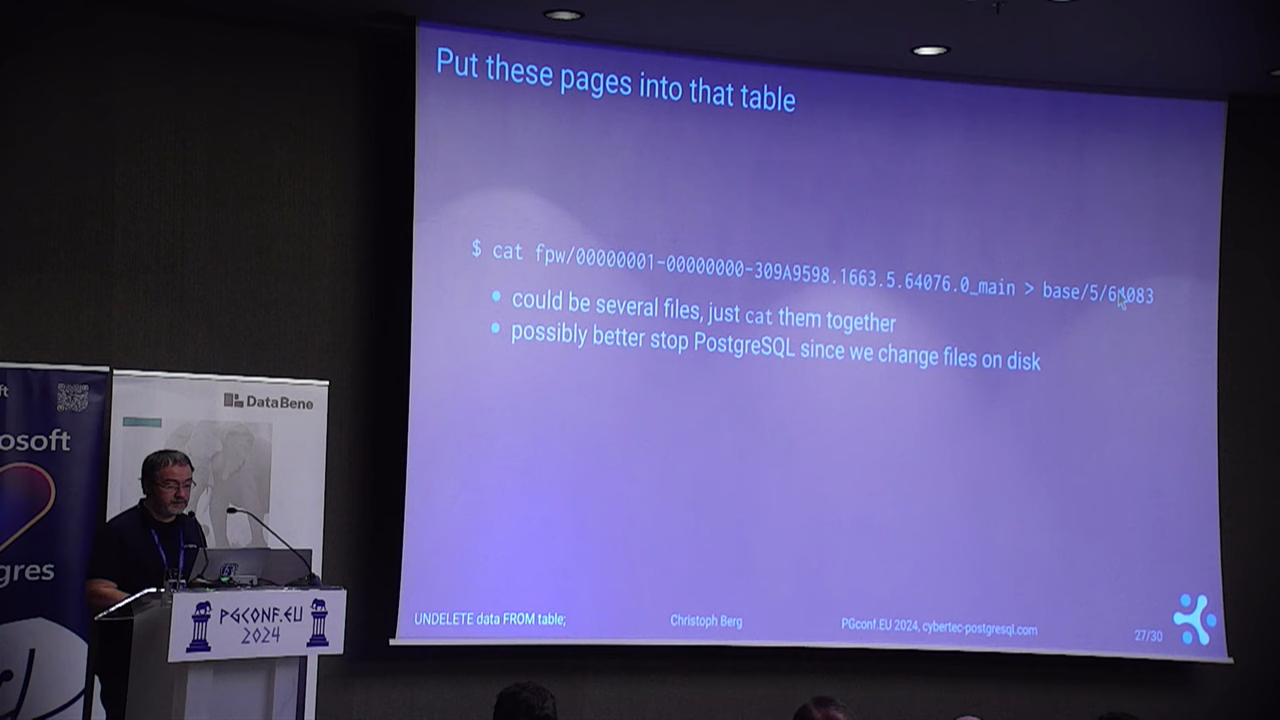 Put these pages into that table
$ cat fpw/00000001-00000000-309A9598.1663.5.64076.0_main > base/5/64083
• could be several files, just cat them together
• possibly better stop PostgreSQL since we change files on disk
UNDELETE data FROM table;
Christoph Berg
PGconf.EU 2024, cybertec-postgresql.com
27/30
DataBene
osoft
gres
PGCONF.EU
2024